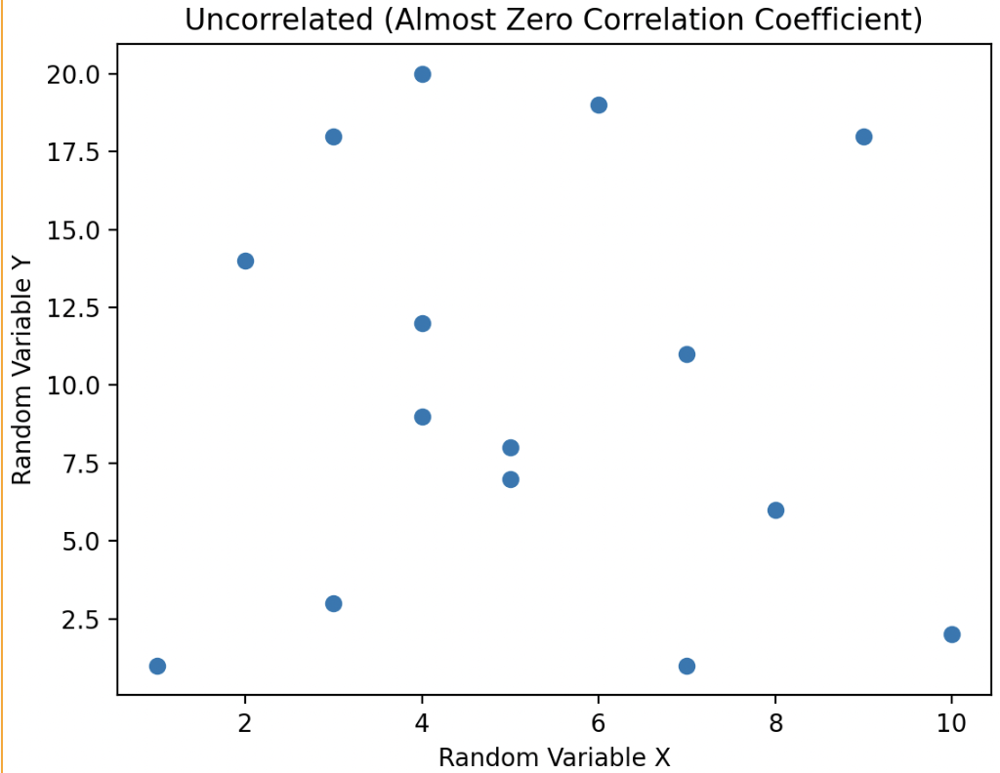 Uncorrelated (Almost Zero Correlation Coefficient)
20.0
17.5
15.0
12.5
10.0
7.5
5.0
2.5
Random Variable Y
2 4 6 8 10
Random Variable X